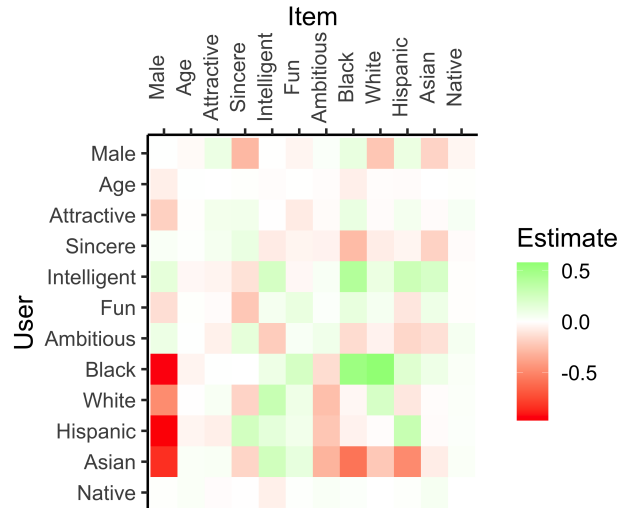 Item
Male Age Attractive Sincere Intelligent Fun Ambitious Black White Hispanic Asian Native
Male
Age
Attractive
Sincere
Intelligent
Fun
Ambitious
Black
White
Hispanic
Asian
Native
User
Estimate
0.5
0.0
-0.5